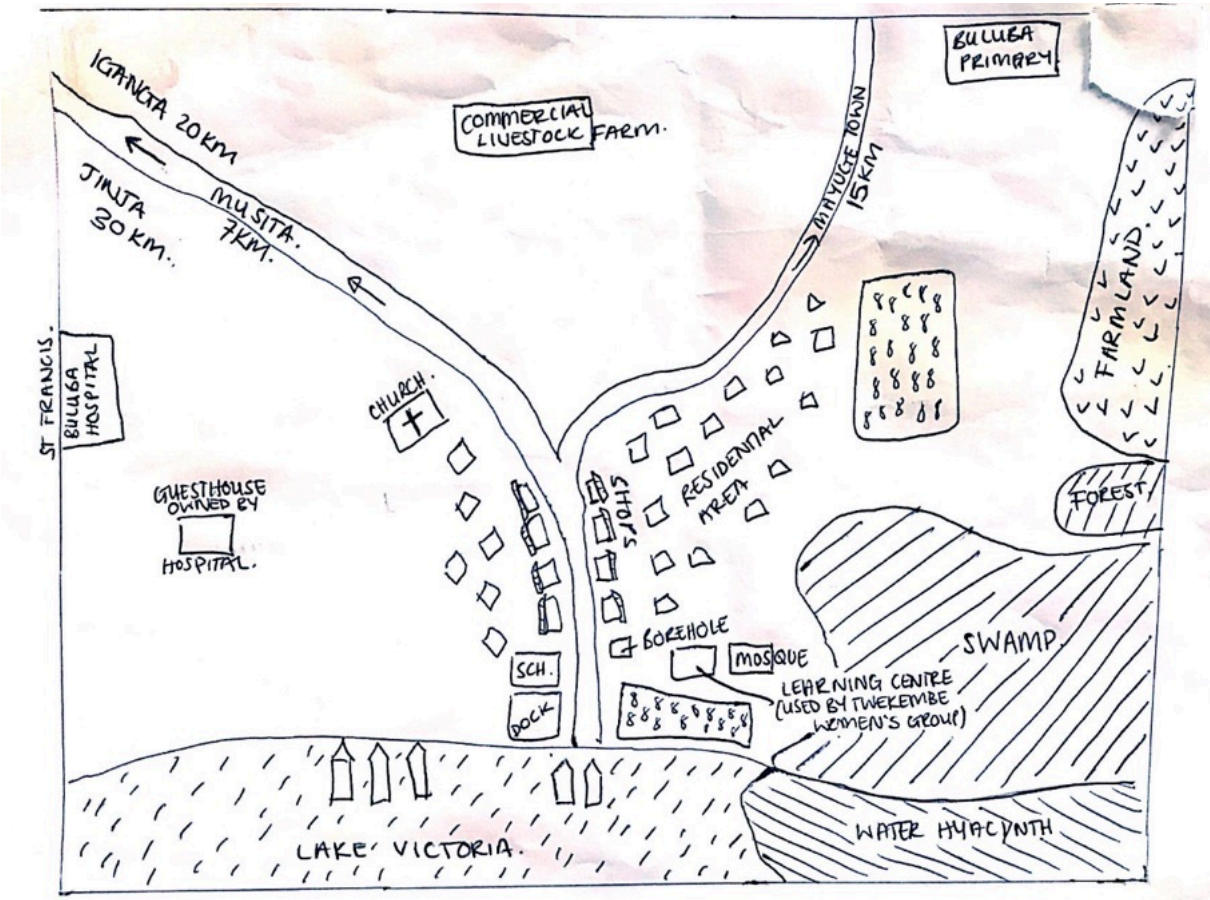 BULUBA
PRIMARY
IGANGA 20KM
COMMERCIAL
LIVESTOCK FARM.
MAYUGE TOWN
15KM
JINJA
30 KM..
MUSITA.
7KM.
FARMLAND.
ST FRANCIS.
BULUBA
HOSPITAL
CHURCH.
GUESTHOUSE
OWNED BY
HOSPITAL.
SHOPS
RESIDENTIAL
AREA
FOREST
SWAMP.
BOREHOLE
MOSQUE
SCH.
DOCK
LEARNING CENTRE
(USED BY TWEKEMBE
WOMEN'S GROUP)
WATER HYACYNTH
LAKE VICTORIA.